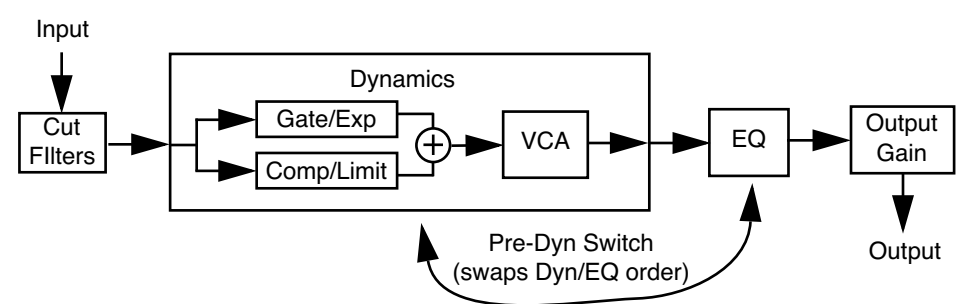 Input
Cut
FIlters
Dynamics
Gate/Exp
Comp/Limit
+
VCA
EQ
Output
Gain
Output
Pre-Dyn Switch
(swaps Dyn/EQ order)